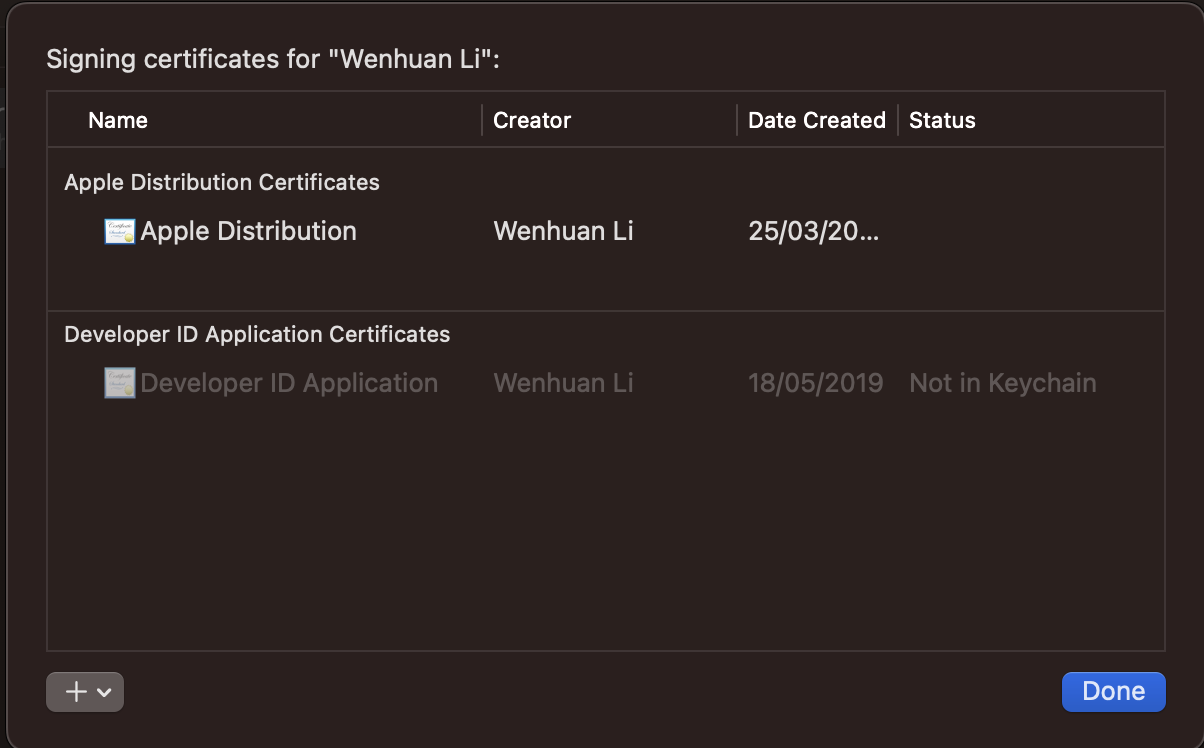 Signing certificates for "Wenhuan Li":
Name Creator Date Created Status
Apple Distribution Certificates
Apple Distribution Wenhuan Li 25/03/20...
Developer ID Application Certificates
Developer ID Application Wenhuan Li 18/05/2019 Not in Keychain
Done